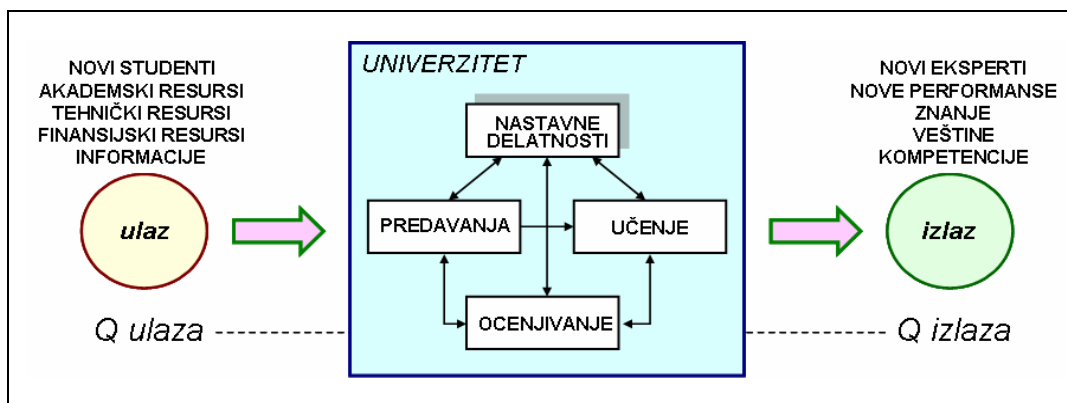 NOVI STUDENTI
AKADEMSKI RESURSI
TEHNIČKI RESURSI
FINANSIJSKI RESURSI
INFORMACIJE
ulaz
Q ulaza
UNIVERZITET
NASTAVNE
DELATNOSTI
PREDAVANJA
UČENJE
OCENJIVANJE
NOVI EKSPERTI
NOVE PERFORMANSE
ZNANJE
VEŠTINE
KOMPETENCIJE
izlaz
Q izlaza